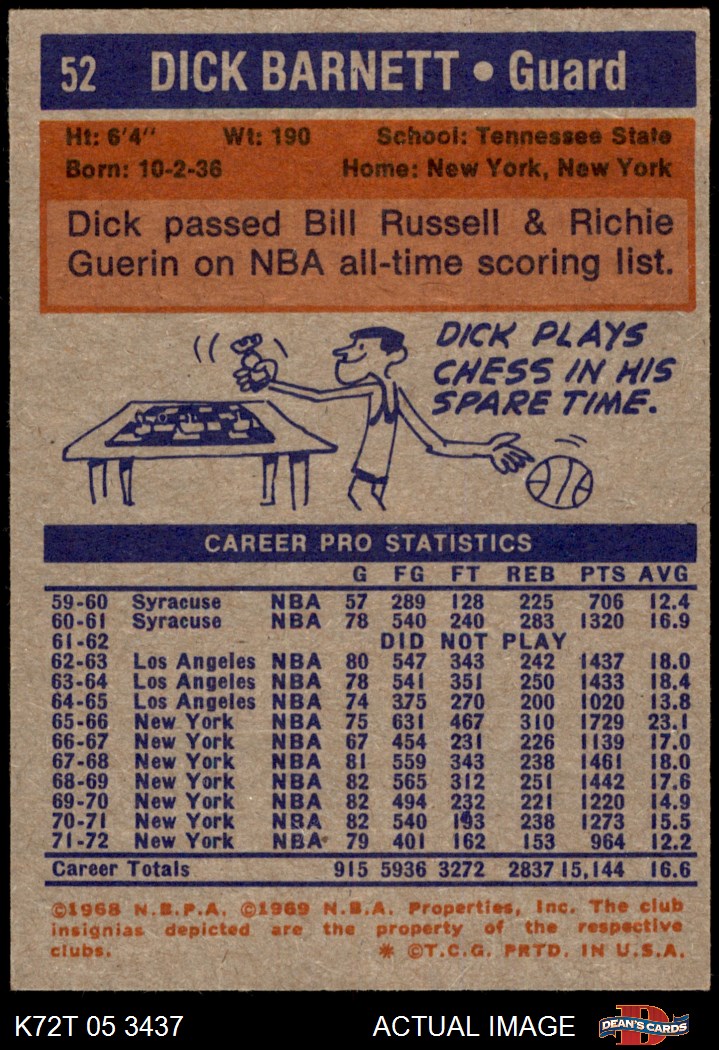 52 DICK BARNETT • Guard
Ht: 6'4" Wt: 190 School: Tennessee State
Born: 10-2-36 Home: New York, New York
Dick passed Bill Russell & Richie
Guerin on NBA all-time scoring list.
DICK PLAYS
CHESS IN HIS
SPARE TIME.
CAREER PRO STATISTICS
G FG FT REB PTS AVG
59-60 Syracuse NBA 57 289 128 225 706 12.4
60-61 Syracuse NBA 78 540 240 283 1320 16.9
61-62 DID NOT PLAY
62-63 Los Angeles NBA 80 547 343 242 1437 18.0
63-64 Los Angeles NBA 78 541 351 250 1433 18.4
64-65 Los Angeles NBA 74 375 270 200 1020 13.8
65-66 New York NBA 75 631 467 310 1729 23.1
66-67 New York NBA 67 454 231 226 1139 17.0
67-68 New York NBA 81 559 343 238 1461 18.0
68-69 New York NBA 82 565 312 251 1442 17.6
69-70 New York NBA 82 494 232 221 1220 14.9
70-71 New York NBA 82 540 193 238 1273 15.5
71-72 New York NBA 79 401 162 153 964 12.2
Career Totals 915 5936 3272 2837 15,144 16.6
©1968 N.B.P.A. ©1969 N.B.A. Properties, Inc. The club
insignias depicted are the property of the respective
clubs. * ©T.C.G. PRTD. IN U.S.A.
K72T 05 3437 ACTUAL IMAGE D DEAN'S CARDS